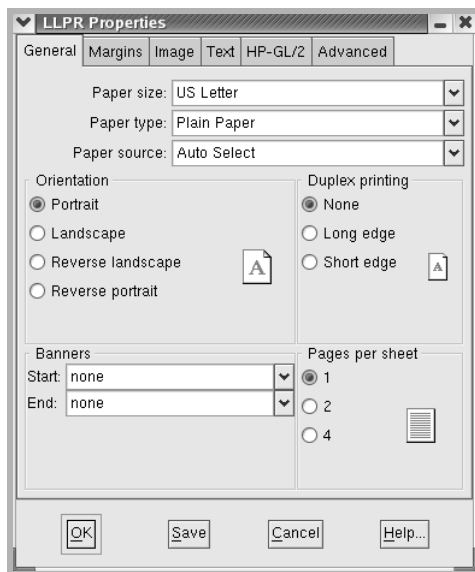 LLPR Properties
General Margins Image Text HP-GL/2 Advanced
Paper size: US Letter
Paper type: Plain Paper
Paper source: Auto Select
Orientation
Portrait
Landscape
Reverse landscape
Reverse portrait
A
Duplex printing
None
Long edge
Short edge
A
Banners
Start: none
End: none
Pages per sheet
1
2
4
OK Save Cancel Help...